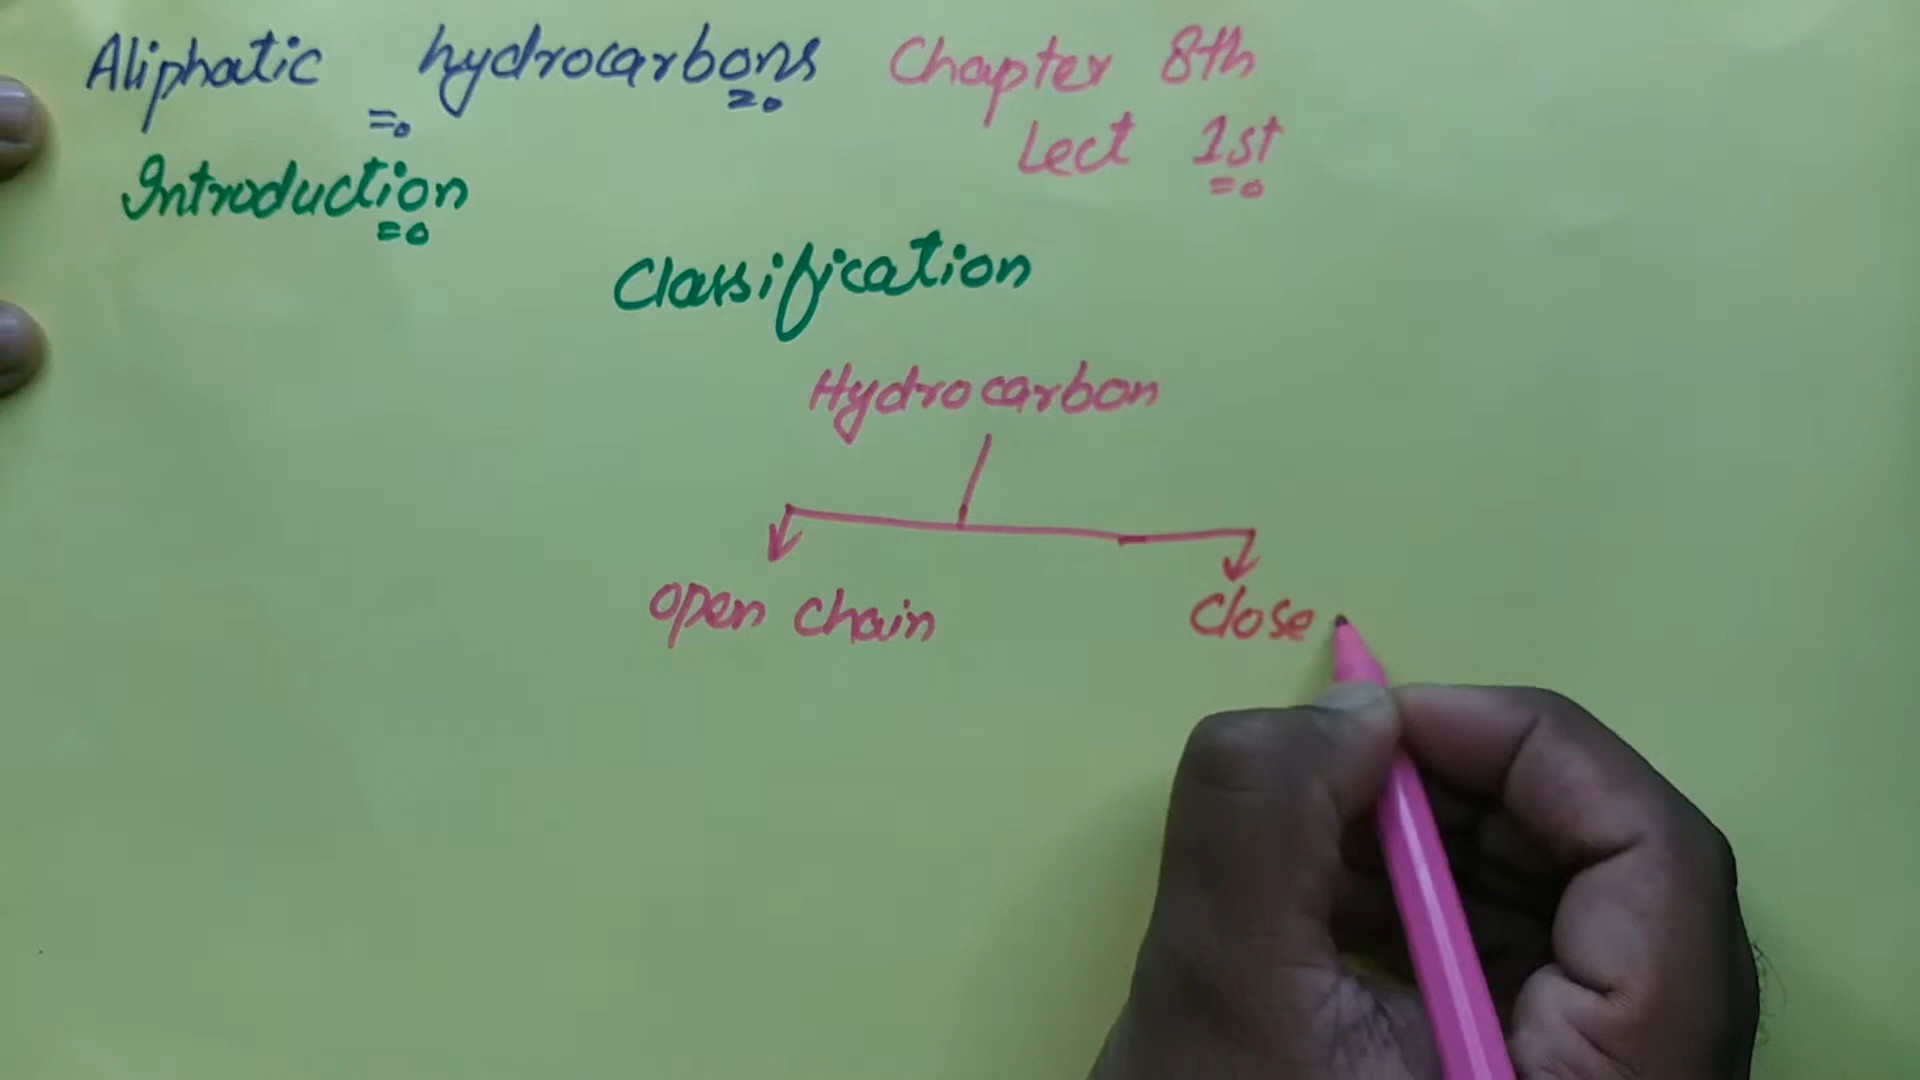 Aliphatic hydrocarbons Chapter 8th
Lect 1st
Introduction
Classification
Hydrocarbon
open chain close